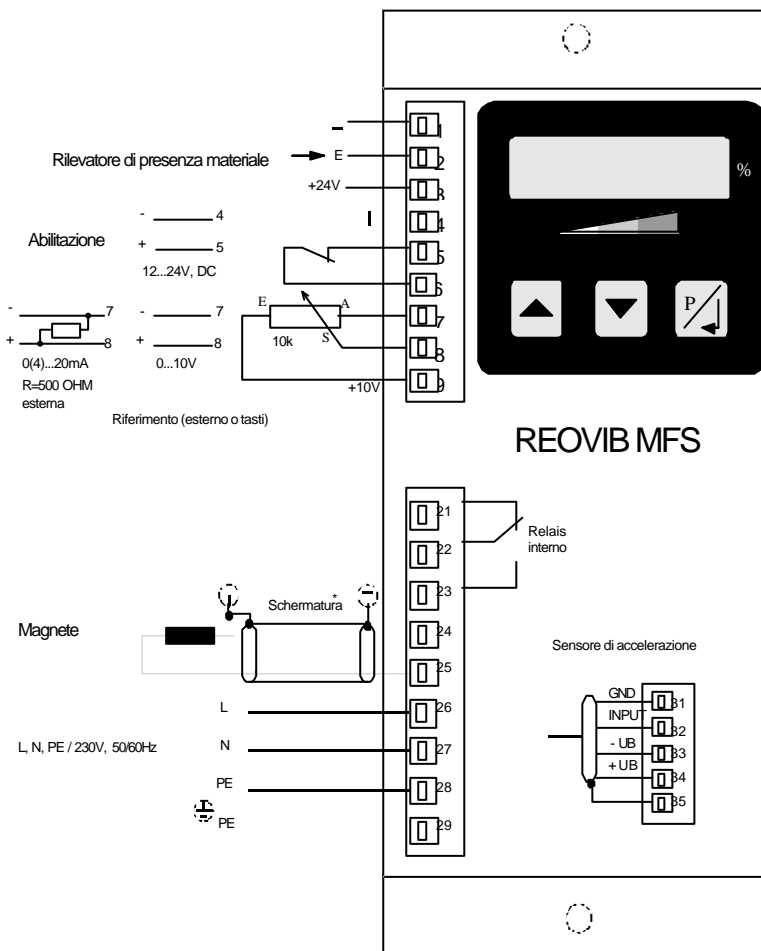 –
1
Rilevatore di presenza materiale
E
2
+24V
3
4
%
Abilitazione
-
4
+
5
12...24V, DC
5
6
-
7
+
8
0(4)...20mA
R=500 OHM
esterna
-
7
+
8
0...10V
E
A
S
10k
7
8
+10V
9
P
Riferimento (esterno o tasti)
REOVIB MFS
21
22
23
24
25
Relais
interno
Schermatura*
Magnete
Sensore di accelerazione
L
26
N
27
L, N, PE / 230V, 50/60Hz
PE
28
PE
29
GND
31
INPUT
32
- UB
33
+ UB
34
35